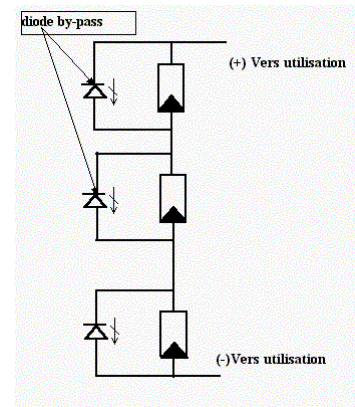 diode by-pass
(+) Vers utilisation
(-)Vers utilisation